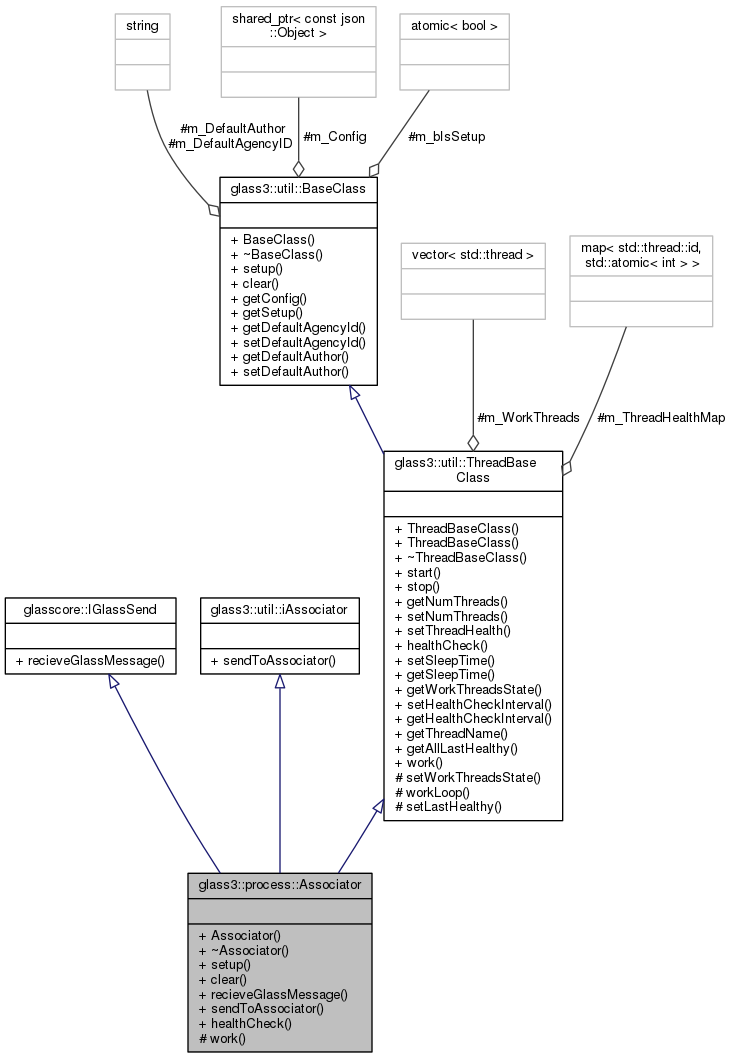 string
shared_ptr< const json
::Object >
atomic< bool >
#m_DefaultAuthor
#m_DefaultAgencyID
#m_Config
#m_bIsSetup
glass3::util::BaseClass
+ BaseClass()
+ ~BaseClass()
+ setup()
+ clear()
+ getConfig()
+ getSetup()
+ getDefaultAgencyId()
+ setDefaultAgencyId()
+ getDefaultAuthor()
+ setDefaultAuthor()
vector< std::thread >
map< std::thread::id,
std::atomic< int > >
#m_WorkThreads
#m_ThreadHealthMap
glass3::util::ThreadBase
Class
+ ThreadBaseClass()
+ ThreadBaseClass()
+ ~ThreadBaseClass()
+ start()
+ stop()
+ getNumThreads()
+ setNumThreads()
+ setThreadHealth()
+ healthCheck()
+ setSleepTime()
+ getSleepTime()
+ getWorkThreadsState()
+ setHealthCheckInterval()
+ getHealthCheckInterval()
+ getThreadName()
+ getAllLastHealthy()
+ work()
# setWorkThreadsState()
# workLoop()
# setLastHealthy()
glasscore::IGlassSend
+ recieveGlassMessage()
glass3::util::iAssociator
+ sendToAssociator()
glass3::process::Associator
+ Associator()
+ ~Associator()
+ setup()
+ clear()
+ recieveGlassMessage()
+ sendToAssociator()
+ healthCheck()
# work()